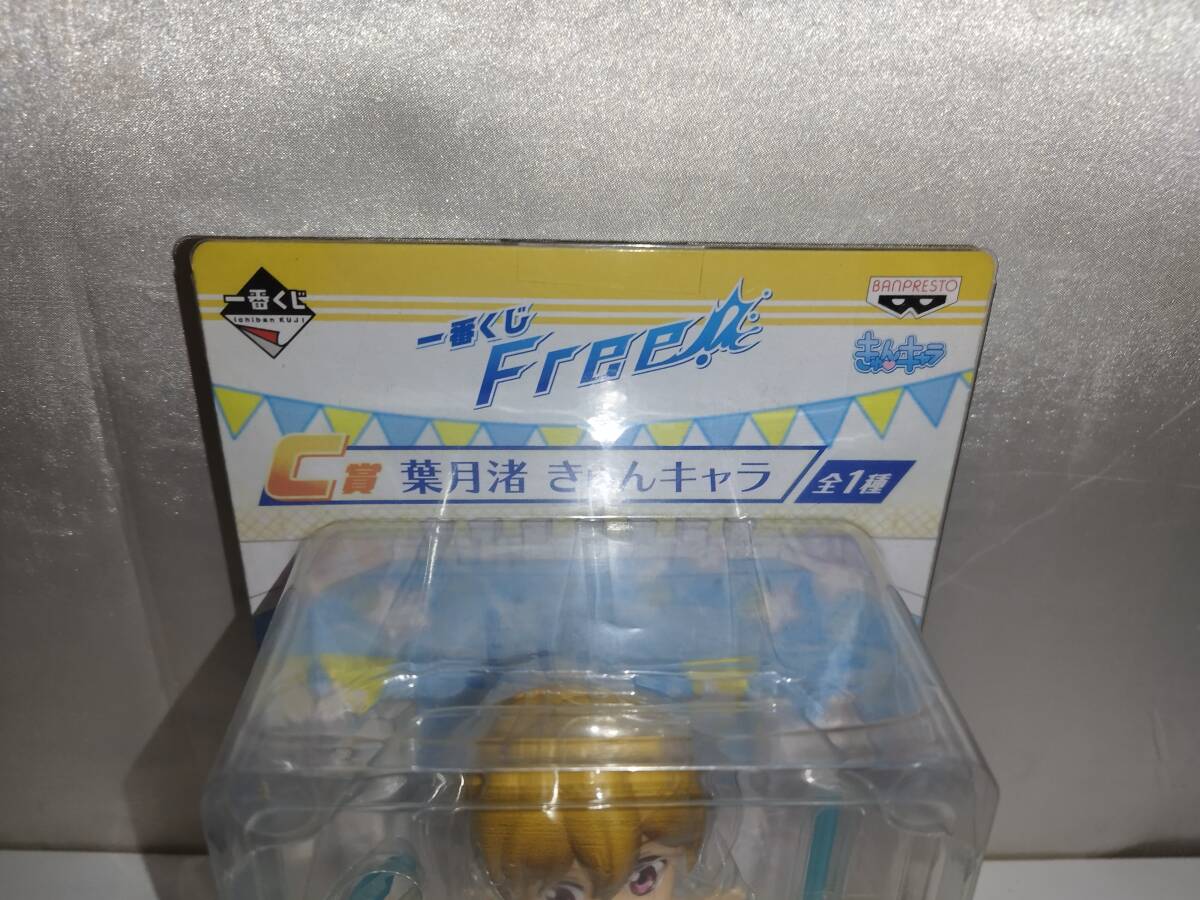 一番くじ
Ichiban KUJI
一番くじ
Free!
BANPRESTO
きゅんキャラ
C賞 葉月渚 きゅんキャラ 全1種